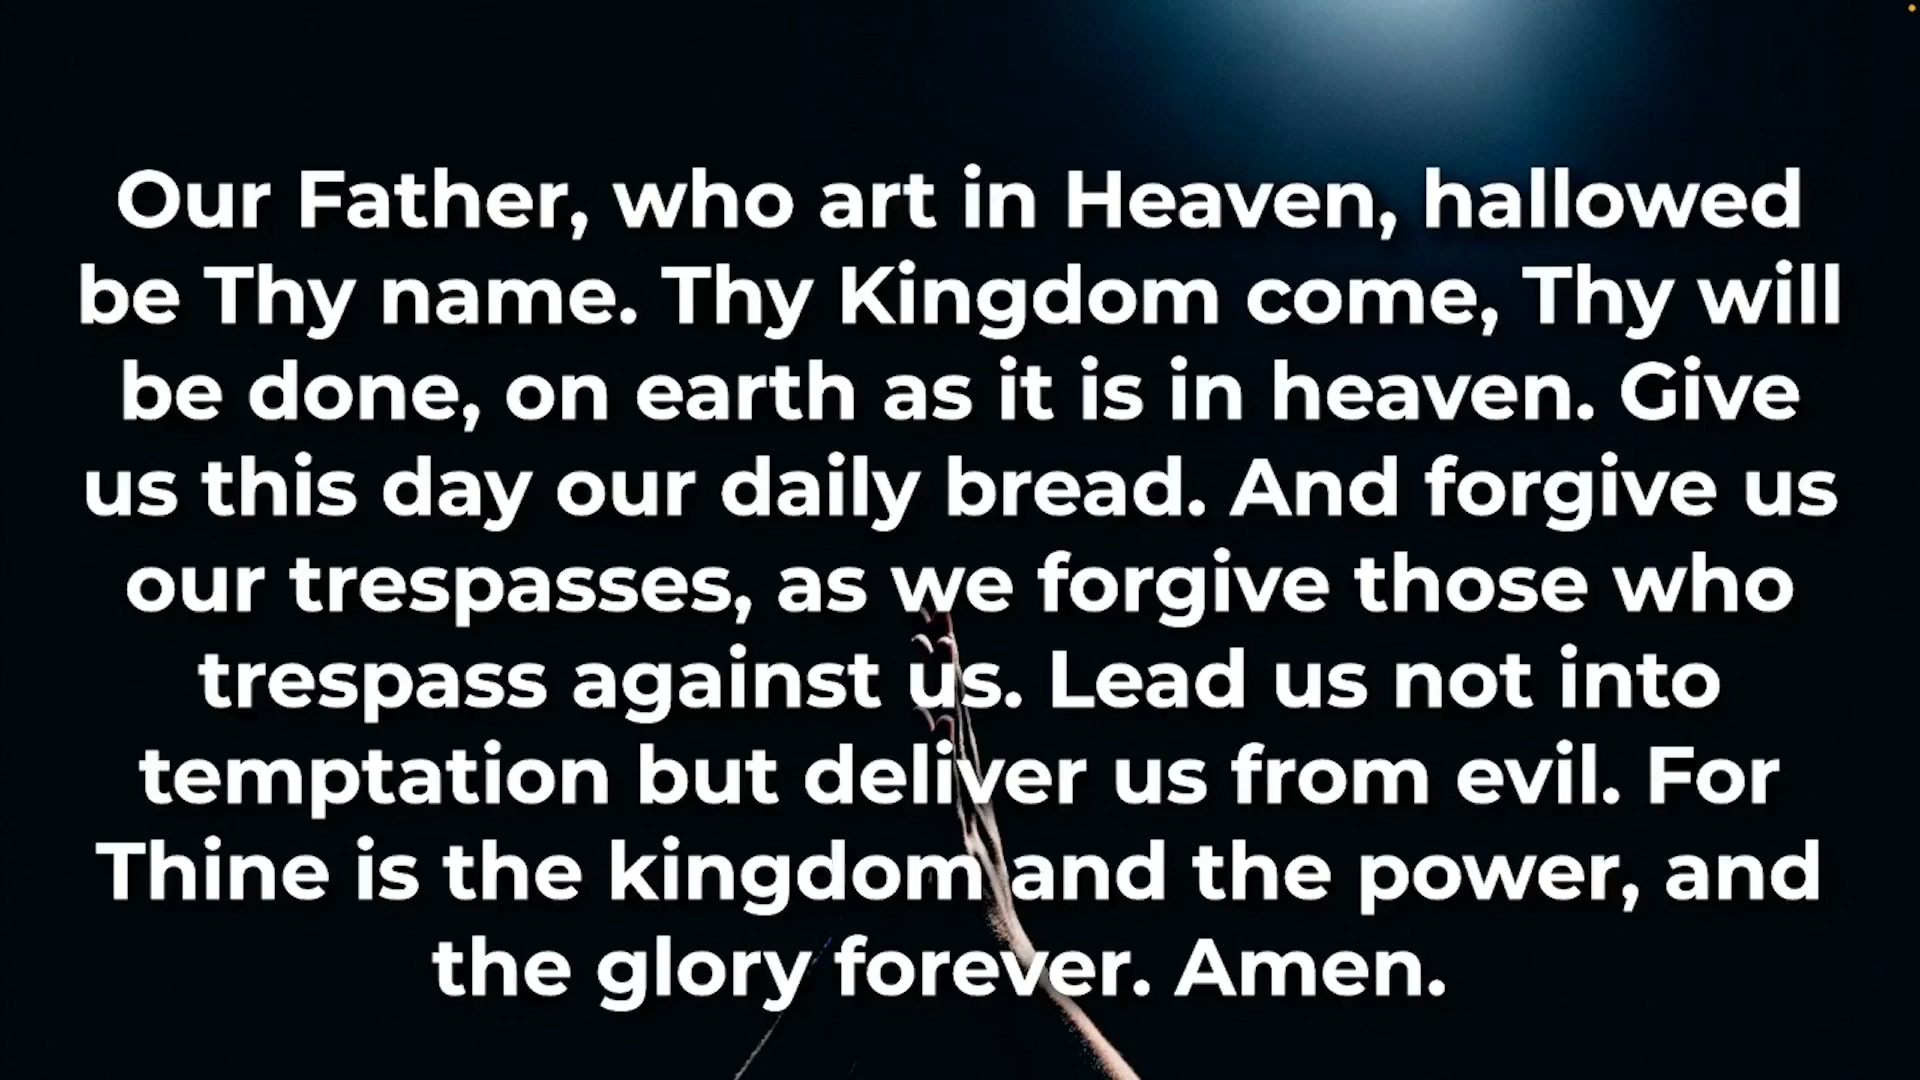 Our Father, who art in Heaven, hallowed
be Thy name. Thy Kingdom come, Thy will
be done, on earth as it is in heaven. Give
us this day our daily bread. And forgive us
our trespasses, as we forgive those who
trespass against us. Lead us not into
temptation but deliver us from evil. For
Thine is the kingdom and the power, and
the glory forever. Amen.